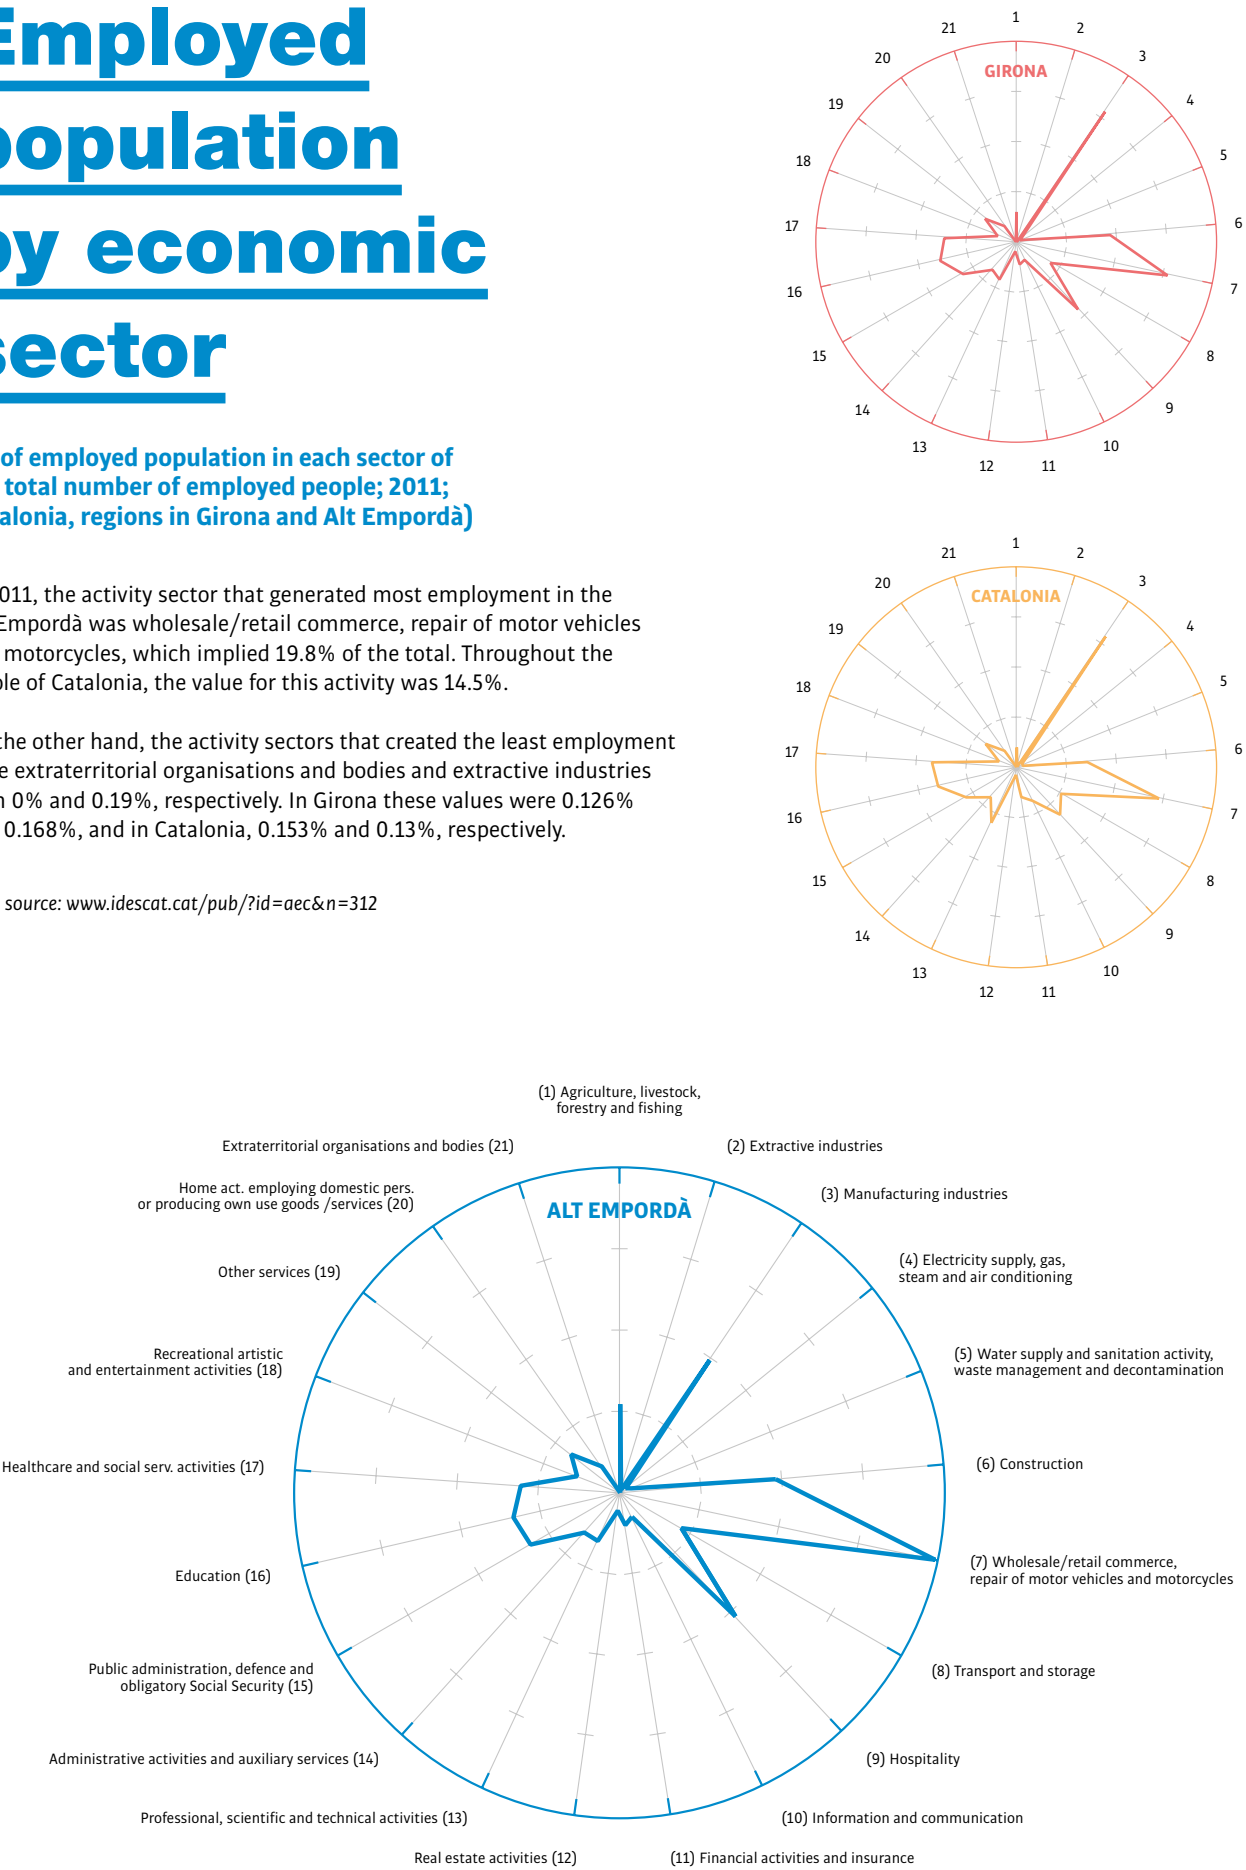 Employed
population
by economic
sector
of employed population in each sector of
total number of employed people; 2011;
alonia, regions in Girona and Alt Empordà)
011, the activity sector that generated most employment in the
Empordà was wholesale/retail commerce, repair of motor vehicles
motorcycles, which implied 19.8% of the total. Throughout the
ole of Catalonia, the value for this activity was 14.5%.
the other hand, the activity sectors that created the least employment
e extraterritorial organisations and bodies and extractive industries
h 0% and 0.19%, respectively. In Girona these values were 0.126%
0.168%, and in Catalonia, 0.153% and 0.13%, respectively.
source: www.idescat.cat/pub/?id=aec&n=312
GIRONA
1
2
3
4
5
6
7
8
9
10
11
12
13
14
15
16
17
18
19
20
21
CATALONIA
1
2
3
4
5
6
7
8
9
10
11
12
13
14
15
16
17
18
19
20
21
ALT EMPORDÀ
(1) Agriculture, livestock,
forestry and fishing
(2) Extractive industries
(3) Manufacturing industries
(4) Electricity supply, gas,
steam and air conditioning
(5) Water supply and sanitation activity,
waste management and decontamination
(6) Construction
(7) Wholesale/retail commerce,
repair of motor vehicles and motorcycles
(8) Transport and storage
(9) Hospitality
(10) Information and communication
(11) Financial activities and insurance
Real estate activities (12)
Professional, scientific and technical activities (13)
Administrative activities and auxiliary services (14)
Public administration, defence and
obligatory Social Security (15)
Education (16)
Healthcare and social serv. activities (17)
Recreational artistic
and entertainment activities (18)
Other services (19)
Home act. employing domestic pers.
or producing own use goods /services (20)
Extraterritorial organisations and bodies (21)